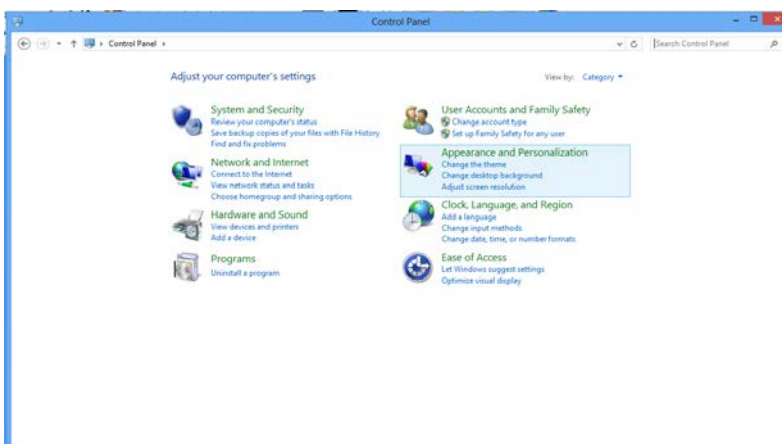 Control Panel
Control Panel
Search Control Panel
Adjust your computer's settings
View by: Category
System and Security
Review your computer's status
Save backup copies of your files with File History
Find and fix problems
Network and Internet
Connect to the Internet
View network status and tasks
Choose homegroup and sharing options
Hardware and Sound
View devices and printers
Add a device
Programs
Uninstall a program
User Accounts and Family Safety
Change account type
Set up Family Safety for any user
Appearance and Personalization
Change the theme
Change desktop background
Adjust screen resolution
Clock, Language, and Region
Add a language
Change input methods
Change date, time, or number formats
Ease of Access
Let Windows suggest settings
Optimize visual display